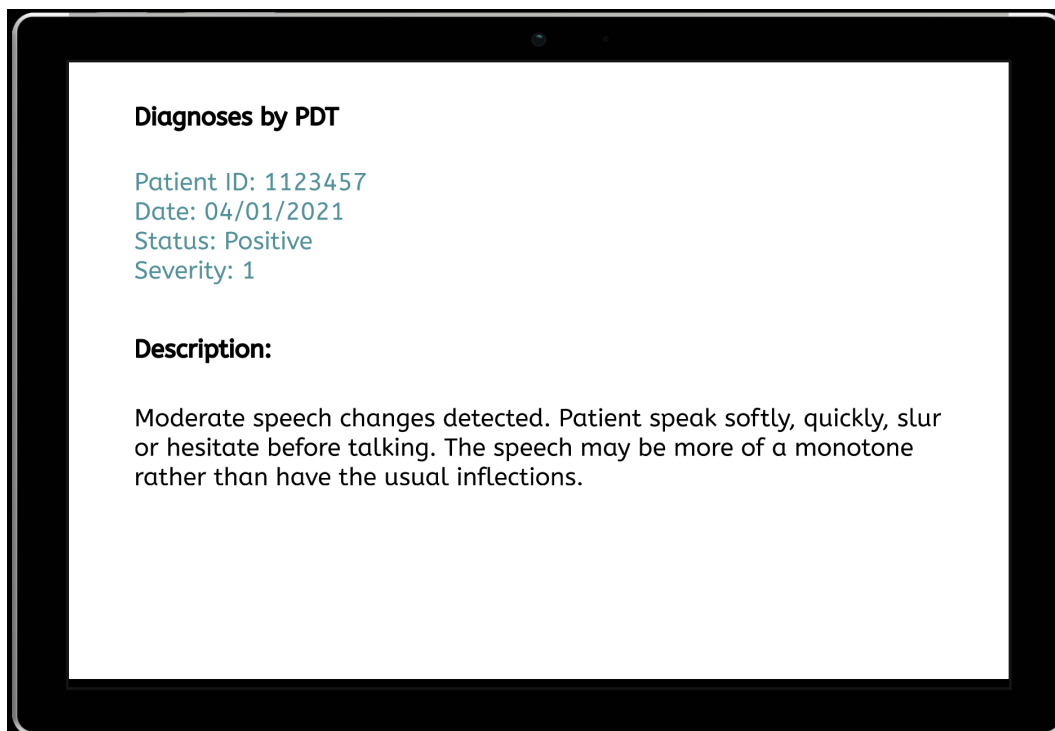 Diagnoses by PDT
Patient ID: 1123457
Date: 04/01/2021
Status: Positive
Severity: 1
Description:
Moderate speech changes detected. Patient speak softly, quickly, slur
or hesitate before talking. The speech may be more of a monotone
rather than have the usual inflections.